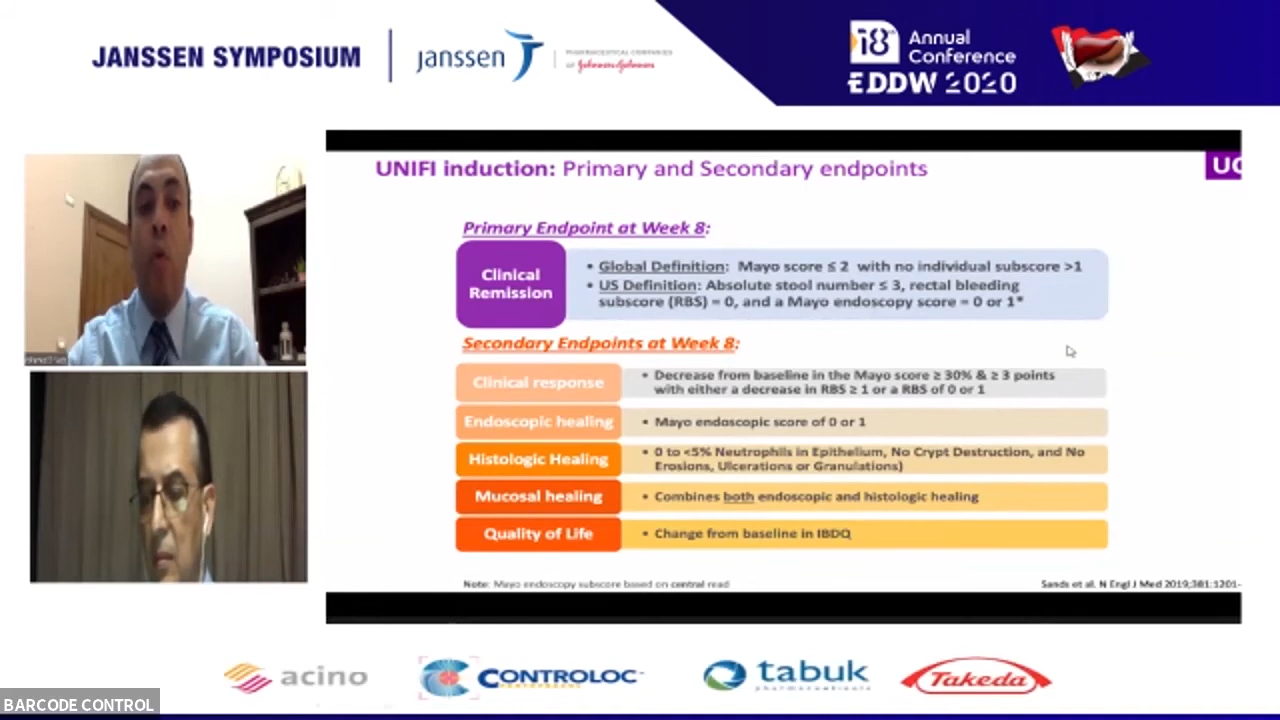 JANSSEN SYMPOSIUM
janssen
PHARMACEUTICAL COMPANIES
OF Johnson & Johnson
18th Annual
Conference
EDDW 2020
UNIFI induction: Primary and Secondary endpoints
UC
Primary Endpoint at Week 8:
Clinical
Remission
• Global Definition: Mayo score ≤ 2 with no individual subscore >1
• US Definition: Absolute stool number ≤ 3, rectal bleeding
subscore (RBS) = 0, and a Mayo endoscopy score = 0 or 1*
Secondary Endpoints at Week 8:
Clinical response
• Decrease from baseline in the Mayo score ≥ 30% & ≥ 3 points
with either a decrease in RBS ≥ 1 or a RBS of 0 or 1
Endoscopic healing
• Mayo endoscopic score of 0 or 1
Histologic Healing
• 0 to <5% Neutrophils in Epithelium, No Crypt Destruction, and No
Erosions, Ulcerations or Granulations)
Mucosal healing
• Combines both endoscopic and histologic healing
Quality of Life
• Change from baseline in IBDQ
Note: Mayo endoscopy subscore based on central read
Sands et al. N Engl J Med 2019;381:1201-
acino
CONTROLOC
tabuk
pharmaceuticals
Takeda
BARCODE CONTROL